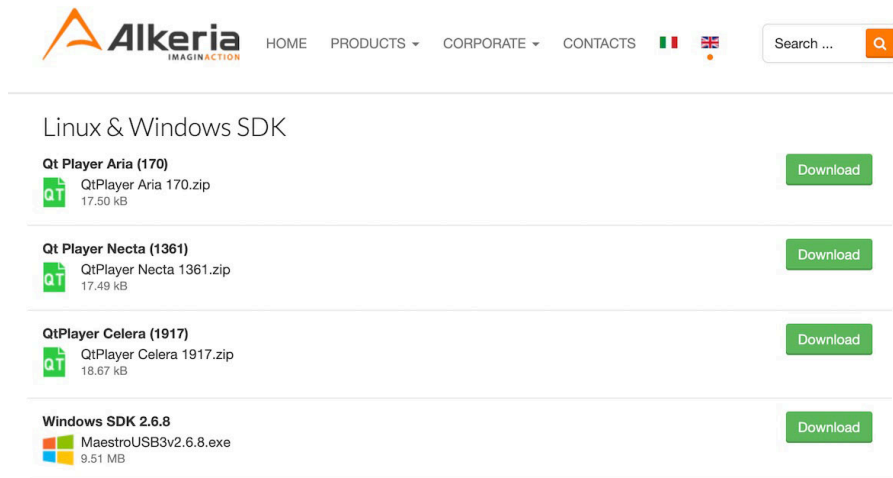 Alkeria
IMAGINACTION
HOME PRODUCTS CORPORATE CONTACTS
Search ...
Linux & Windows SDK
Qt Player Aria (170)
QT
QtPlayer Aria 170.zip
17.50 kB
Download
Qt Player Necta (1361)
QT
QtPlayer Necta 1361.zip
17.49 kB
Download
QtPlayer Celera (1917)
QT
QtPlayer Celera 1917.zip
18.67 kB
Download
Windows SDK 2.6.8
MaestroUSB3v2.6.8.exe
9.51 MB
Download